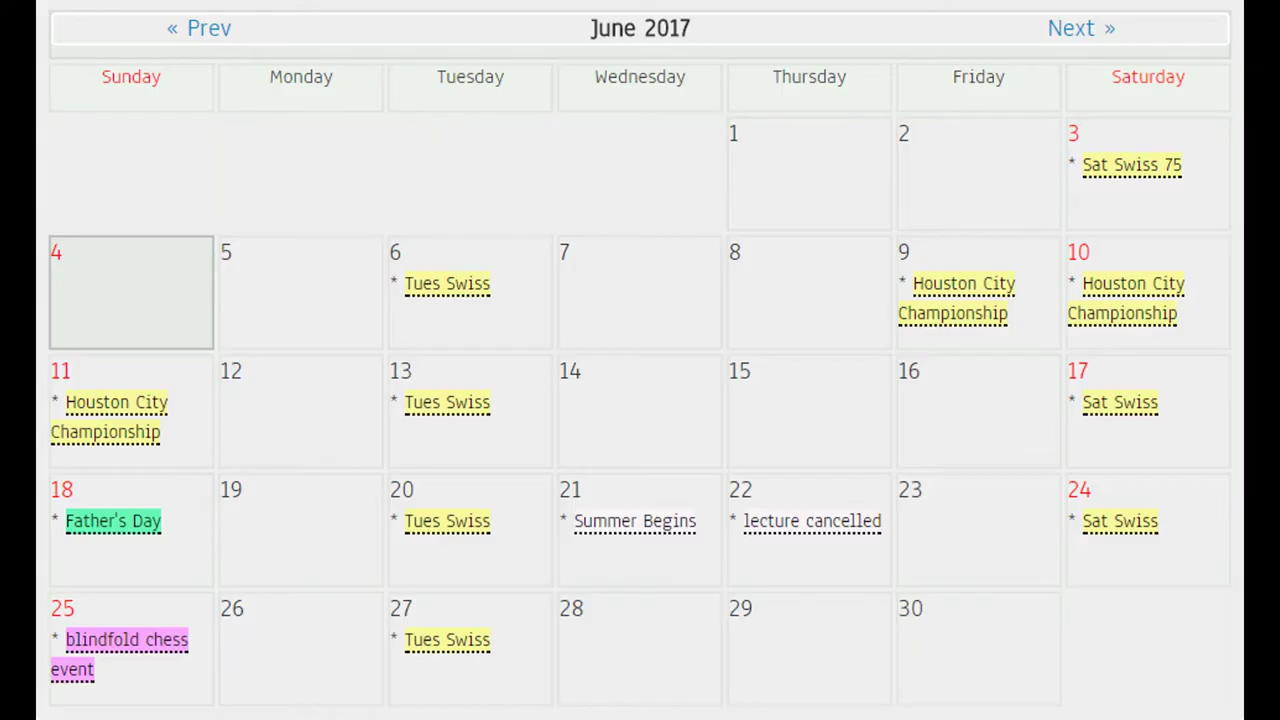 « Prev June 2017 Next »
Sunday Monday Tuesday Wednesday Thursday Friday Saturday
1 2 3
* Sat Swiss 75
4 5 6 7 8 9 10
* Tues Swiss * Houston City * Houston City
Championship Championship
11 12 13 14 15 16 17
* Houston City * Tues Swiss * Sat Swiss
Championship
18 19 20 21 22 23 24
* Father's Day * Tues Swiss * Summer Begins * lecture cancelled * Sat Swiss
25 26 27 28 29 30
* blindfold chess * Tues Swiss
event